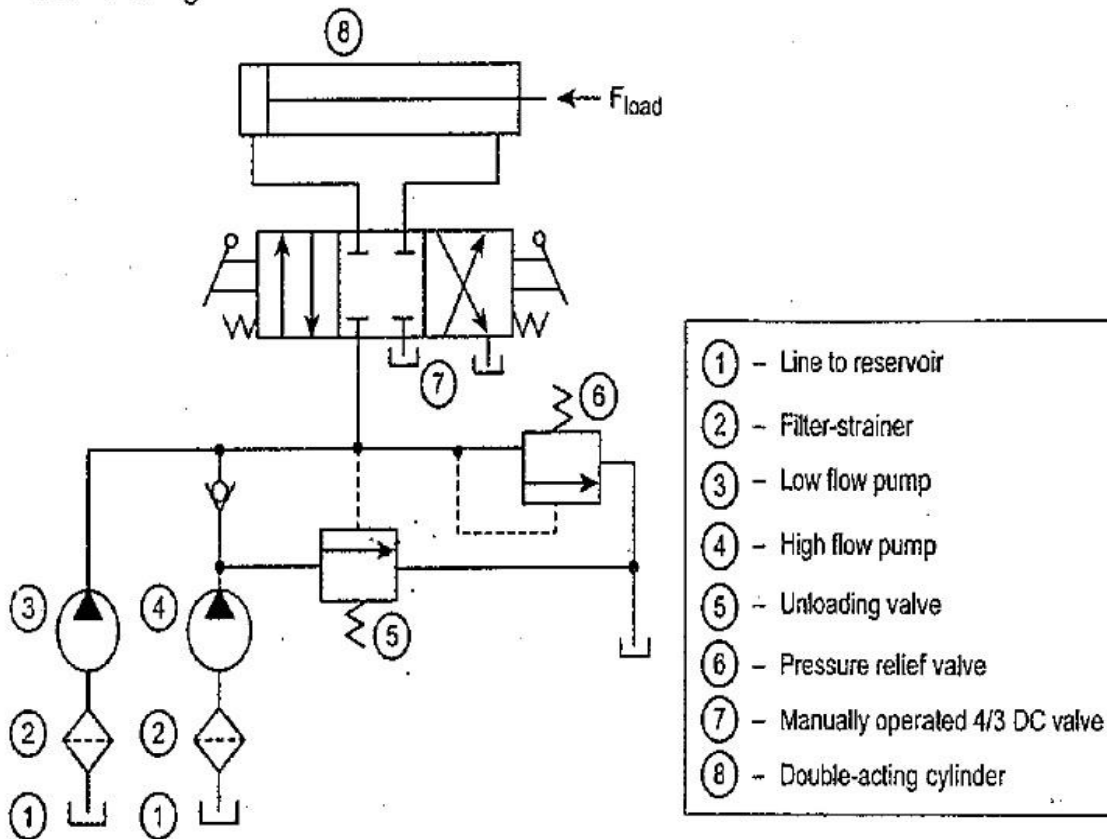 8
F load
7
6
3
4
5
2
2
1
1
1 – Line to reservoir
2 – Filter-strainer
3 – Low flow pump
4 – High flow pump
5 – Unloading valve
6 – Pressure relief valve
7 – Manually operated 4/3 DC valve
8 – Double-acting cylinder